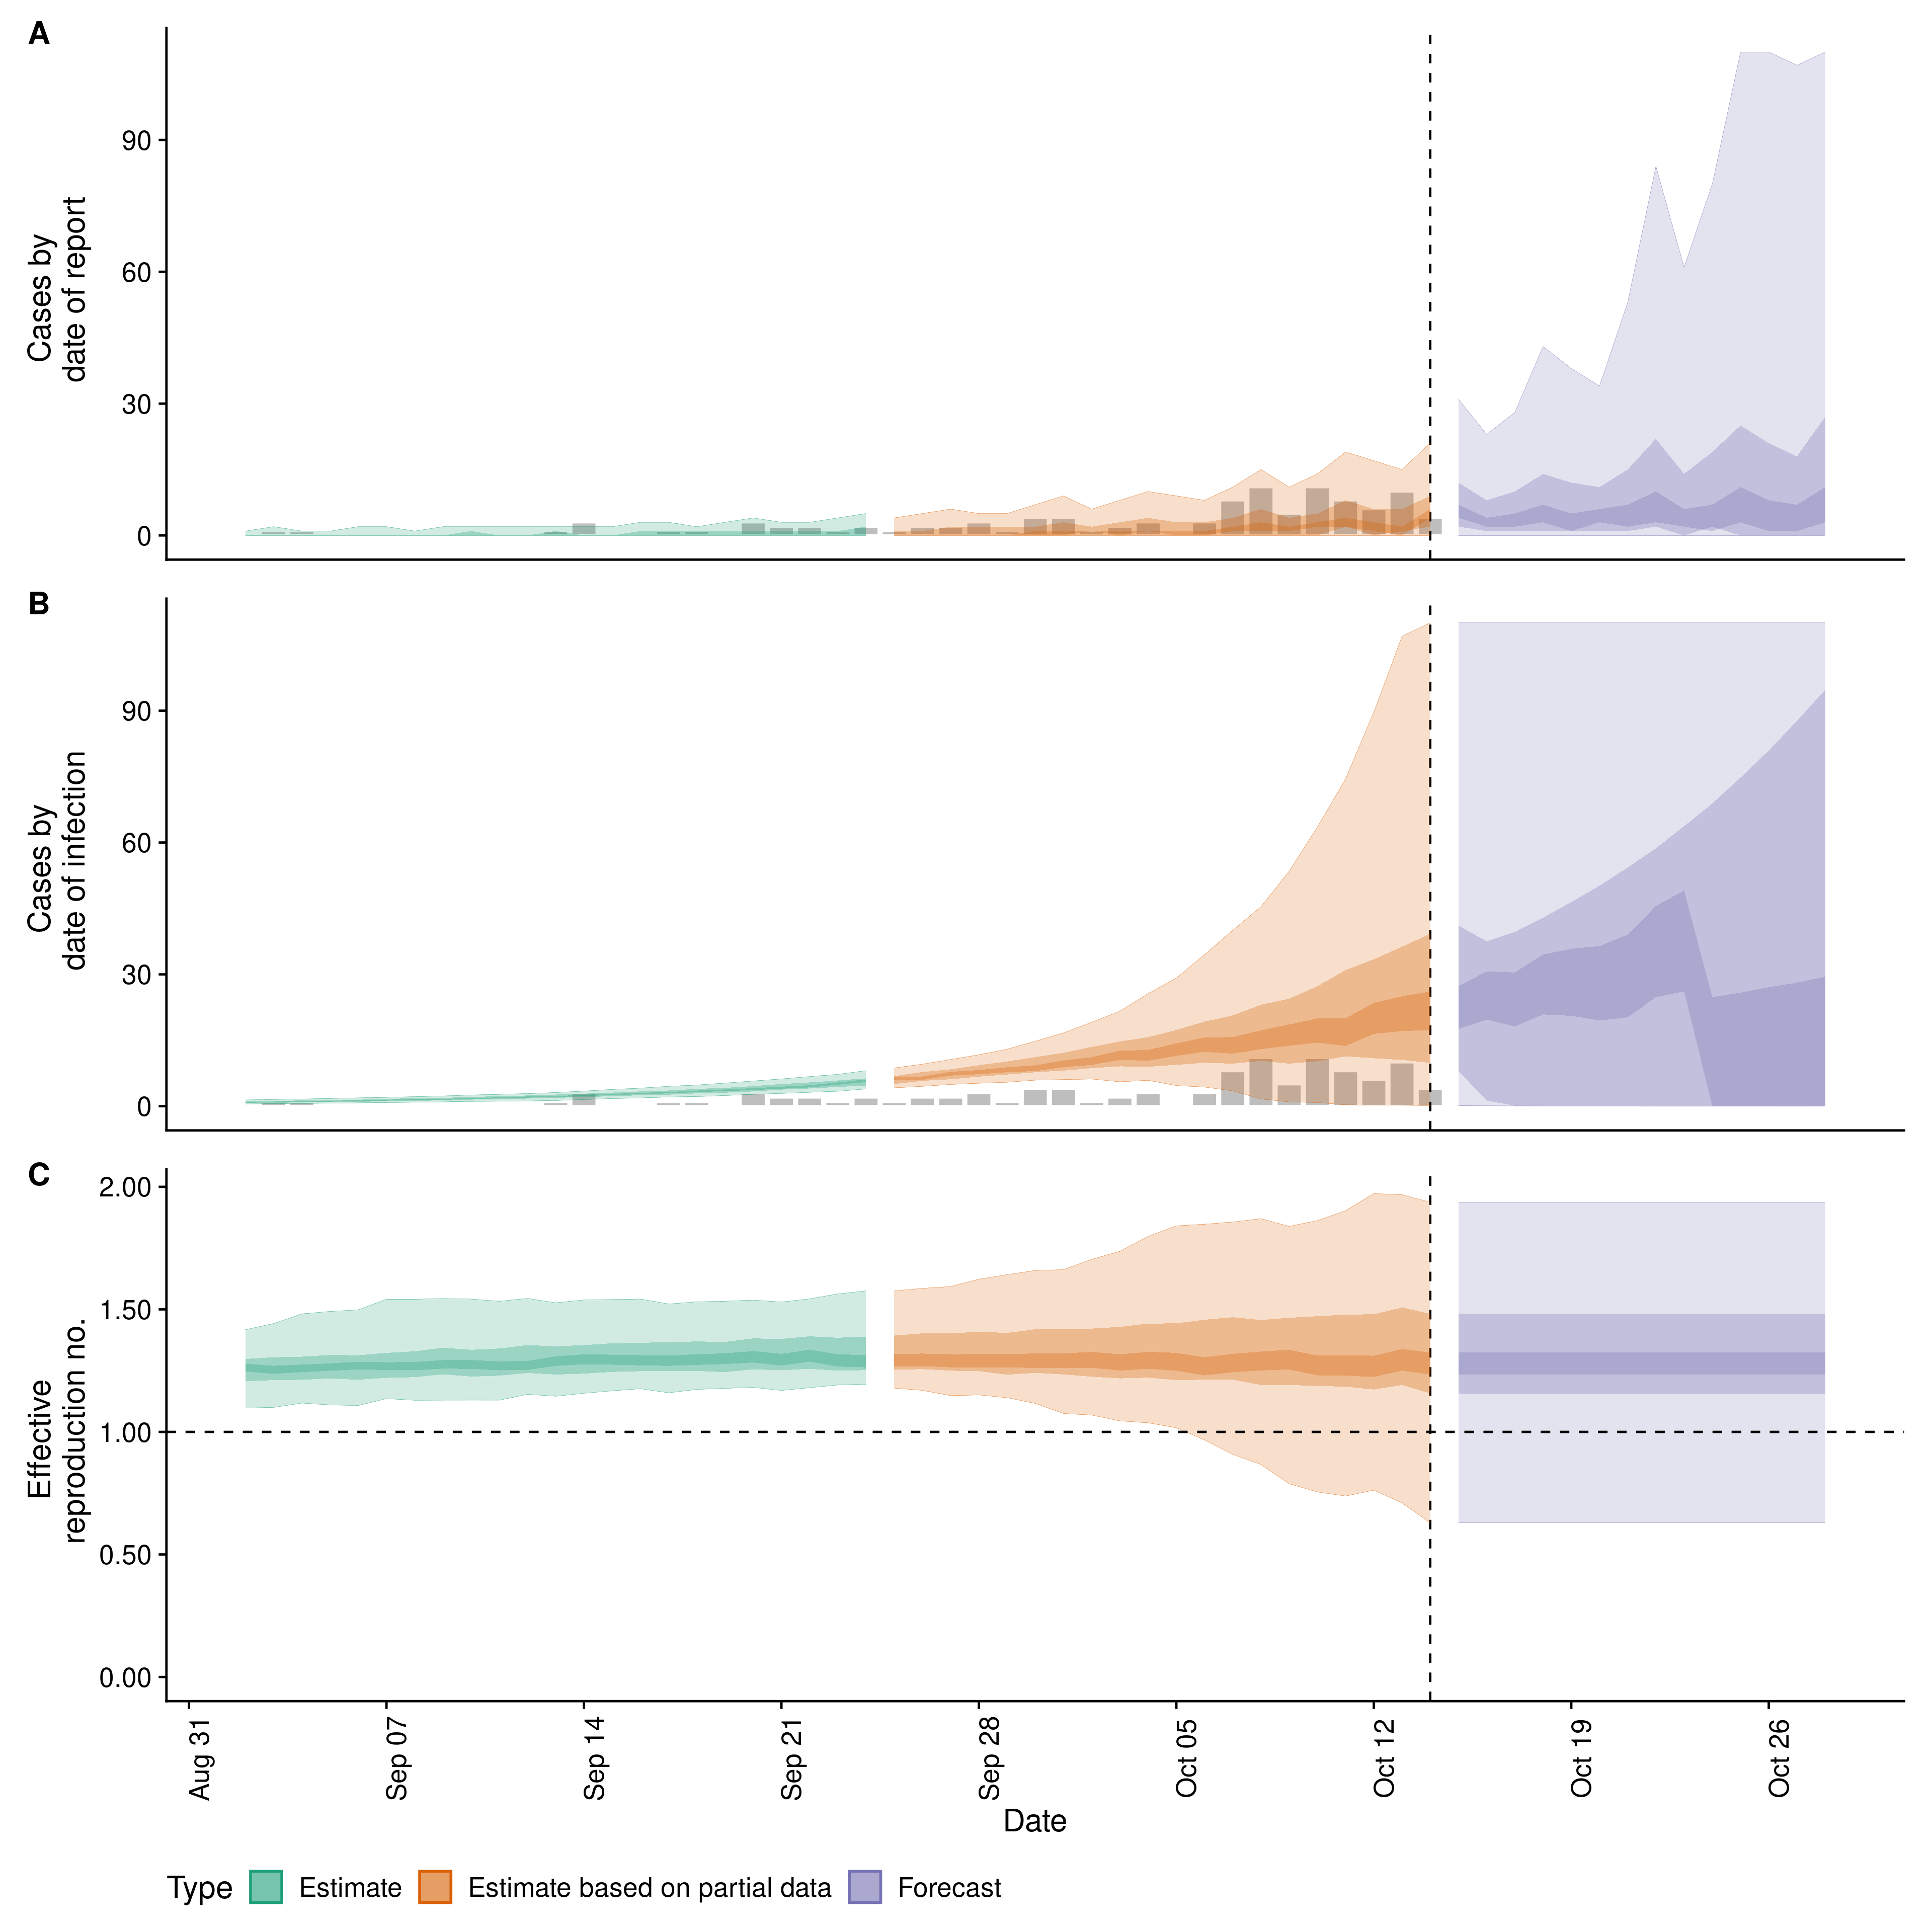 A
Cases by
date of report
90
60
30
0
B
Cases by
date of infection
90
60
30
0
C
Effective
reproduction no.
2.00
1.50
1.00
0.50
0.00
Aug 31
Sep 07
Sep 14
Sep 21
Sep 28
Oct 05
Oct 12
Oct 19
Oct 26
Date
Type Estimate Estimate based on partial data Forecast